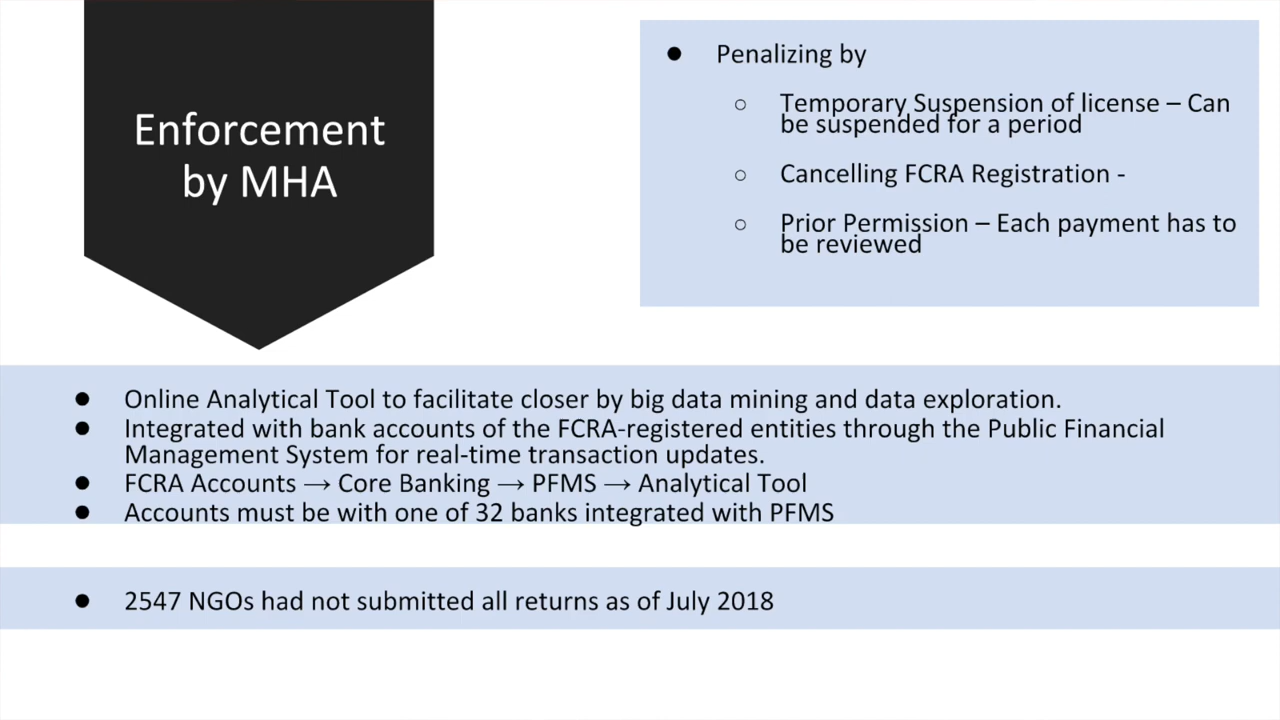 Enforcement
by MHA
● Penalizing by
○ Temporary Suspension of license – Can
be suspended for a period
○ Cancelling FCRA Registration -
○ Prior Permission – Each payment has to
be reviewed
● Online Analytical Tool to facilitate closer by big data mining and data exploration.
● Integrated with bank accounts of the FCRA-registered entities through the Public Financial
Management System for real-time transaction updates.
● FCRA Accounts → Core Banking → PFMS → Analytical Tool
● Accounts must be with one of 32 banks integrated with PFMS
● 2547 NGOs had not submitted all returns as of July 2018